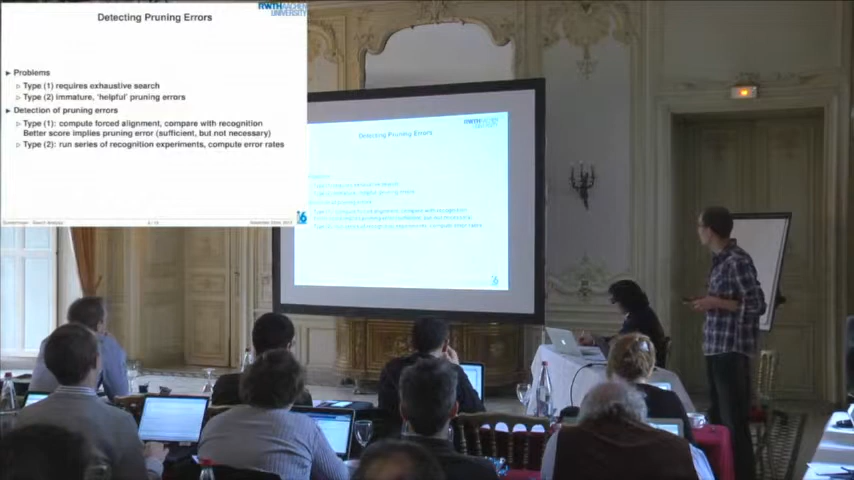 RWTHAACHEN
UNIVERSITY
Detecting Pruning Errors
Problems
Type (1) requires exhaustive search
Type (2) immature, 'helpful' pruning errors
Detection of pruning errors
Type (1): compute forced alignment, compare with recognition
Better score implies pruning error (sufficient, but not necessary)
Type (2): run series of recognition experiments, compute error rates
i6
Detecting Pruning Errors
RWTH